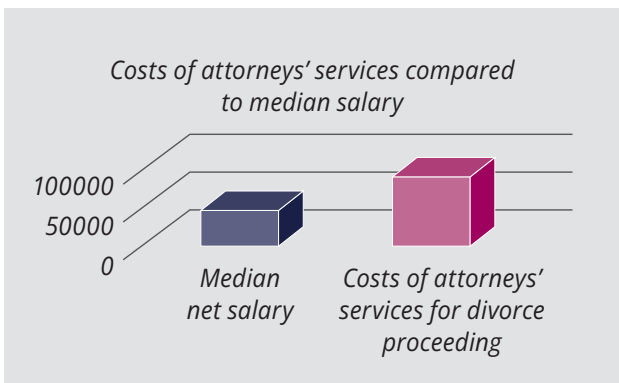 Costs of attorneys’ services compared
to median salary
100000
50000
0
Median
net salary
Costs of attorneys’
services for divorce
proceeding